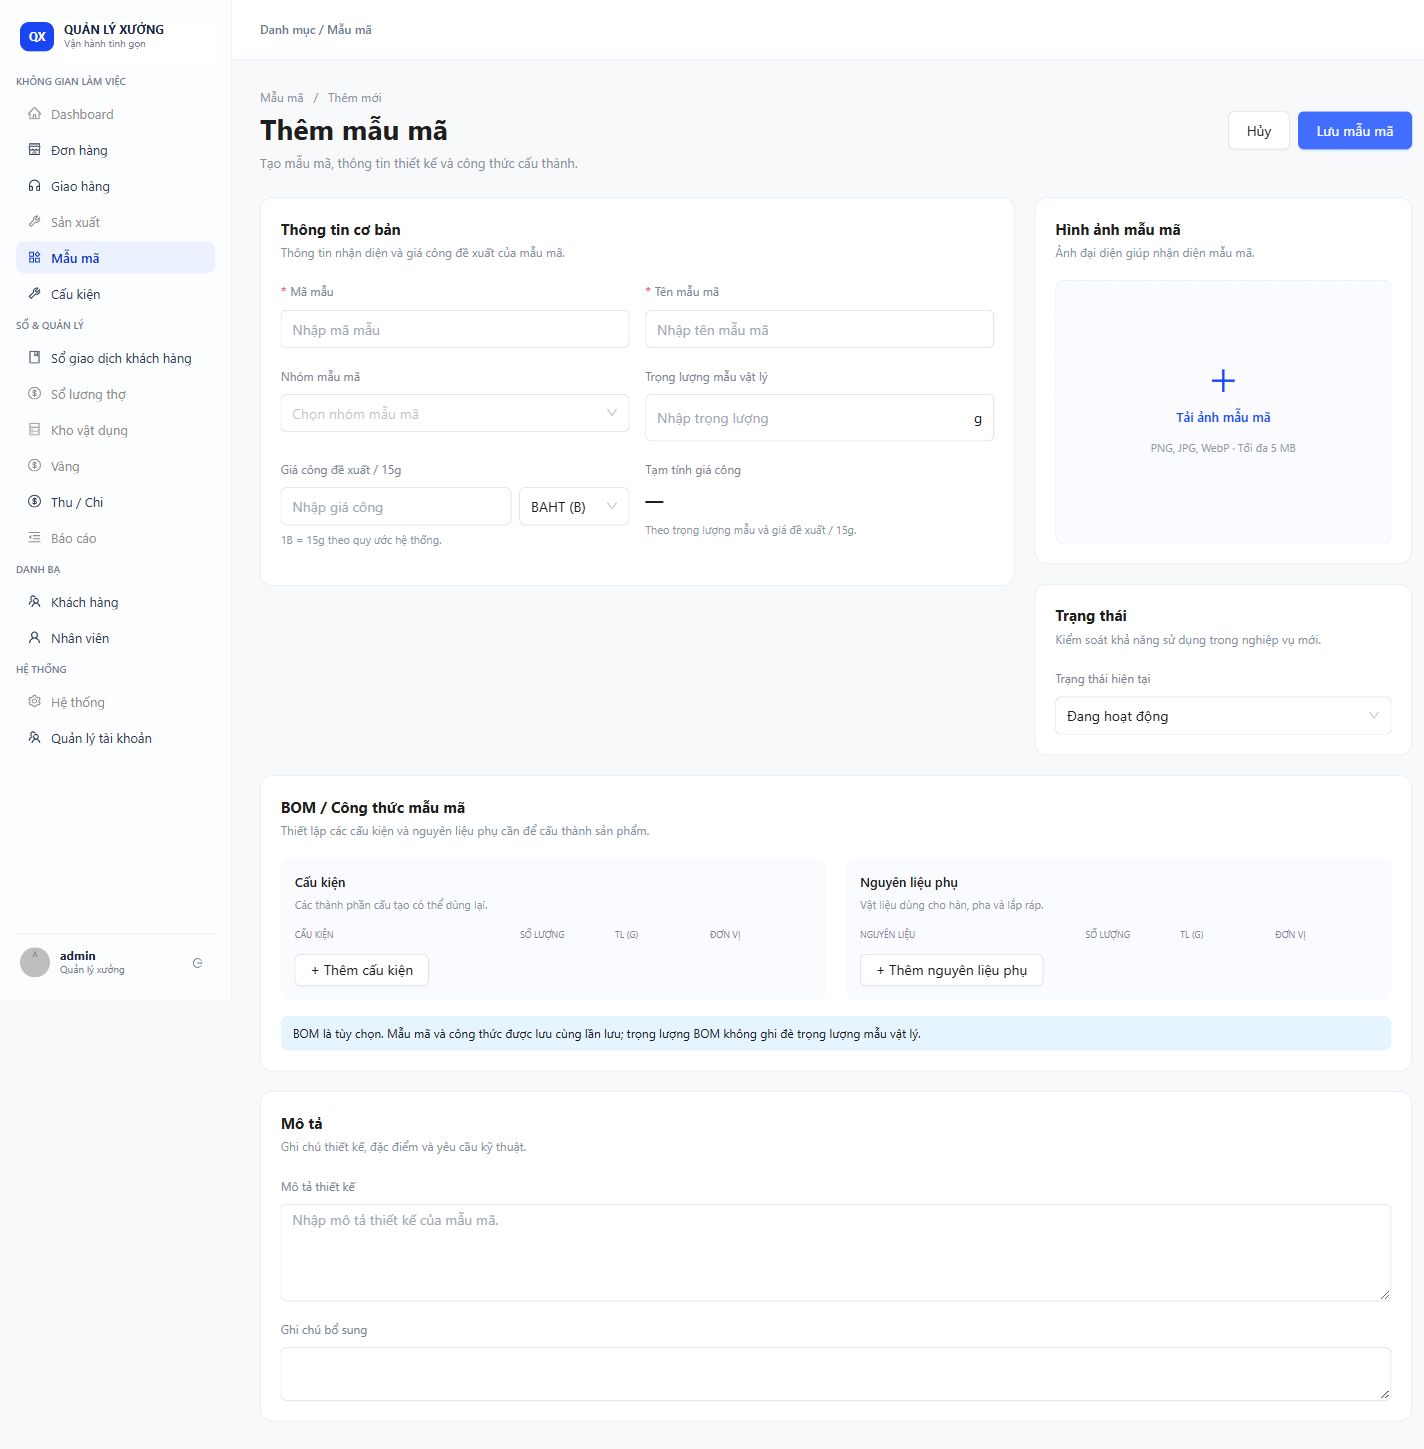 QX
QUẢN LÝ XƯỞNG
Vận hành tinh gọn
KHÔNG GIAN LÀM VIỆC
Dashboard
Đơn hàng
Giao hàng
Sản xuất
Mẫu mã
Cấu kiện
SỔ & QUẢN LÝ
Sổ giao dịch khách hàng
Sổ lương thợ
Kho vật dụng
Vàng
Thu / Chi
Báo cáo
DANH BẠ
Khách hàng
Nhân viên
HỆ THỐNG
Hệ thống
Quản lý tài khoản
A
admin
Quản lý xưởng
Danh mục / Mẫu mã
Mẫu mã / Thêm mới
Thêm mẫu mã
Tạo mẫu mã, thông tin thiết kế và công thức cấu thành.
Hủy
Lưu mẫu mã
Thông tin cơ bản
Thông tin nhận diện và giá công đề xuất của mẫu mã.
* Mã mẫu
Nhập mã mẫu
* Tên mẫu mã
Nhập tên mẫu mã
Nhóm mẫu mã
Chọn nhóm mẫu mã
Trọng lượng mẫu vật lý
Nhập trọng lượng g
Giá công đề xuất / 15g
Nhập giá công
BAHT (B)
1B = 15g theo quy ước hệ thống.
Tạm tính giá công
—
Theo trọng lượng mẫu và giá đề xuất / 15g.
Hình ảnh mẫu mã
Ảnh đại diện giúp nhận diện mẫu mã.
Tải ảnh mẫu mã
PNG, JPG, WebP · Tối đa 5 MB
Trạng thái
Kiểm soát khả năng sử dụng trong nghiệp vụ mới.
Trạng thái hiện tại
Đang hoạt động
BOM / Công thức mẫu mã
Thiết lập các cấu kiện và nguyên liệu phụ cần để cấu thành sản phẩm.
Cấu kiện
Các thành phần cấu tạo có thể dùng lại.
CẤU KIỆN SỐ LƯỢNG TL (G) ĐƠN VỊ
+ Thêm cấu kiện
Nguyên liệu phụ
Vật liệu dùng cho hàn, pha và lắp ráp.
NGUYÊN LIỆU SỐ LƯỢNG TL (G) ĐƠN VỊ
+ Thêm nguyên liệu phụ
BOM là tùy chọn. Mẫu mã và công thức được lưu cùng lần lưu; trọng lượng BOM không ghi đè trọng lượng mẫu vật lý.
Mô tả
Ghi chú thiết kế, đặc điểm và yêu cầu kỹ thuật.
Mô tả thiết kế
Nhập mô tả thiết kế của mẫu mã.
Ghi chú bổ sung